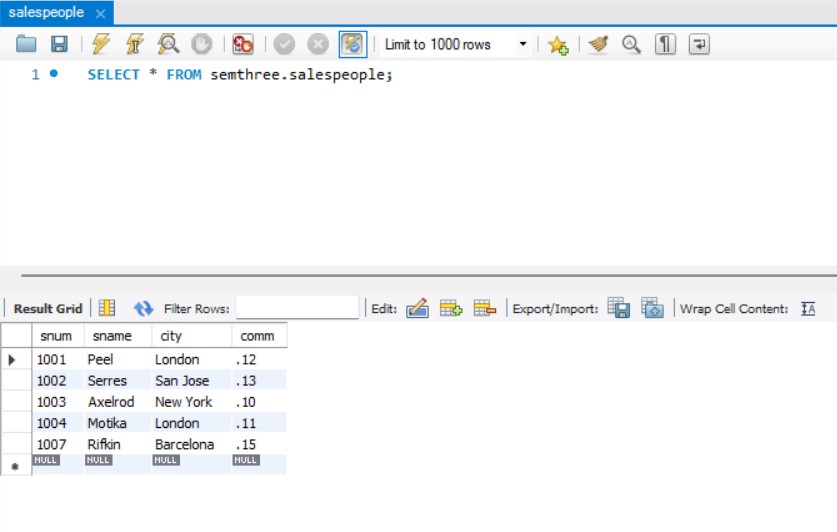 salespeople
Limit to 1000 rows
1 SELECT * FROM semthree.salespeople;
Result Grid Filter Rows: Edit: Export/Import: Wrap Cell Content:
snum sname city comm
1001 Peel London .12
1002 Serres San Jose .13
1003 Axelrod New York .10
1004 Motika London .11
1007 Rifkin Barcelona .15
NULL NULL NULL NULL